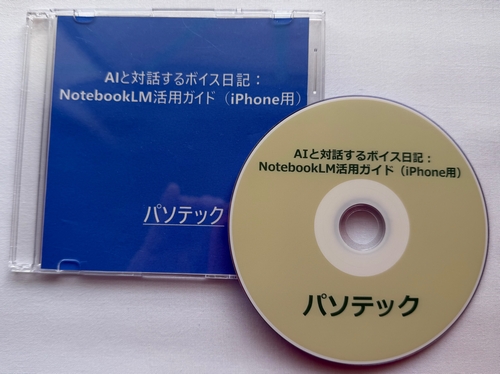 AIと対話するボイス日記：
NotebookLM活用ガイド（iPhone用）
パソテック
AIと対話するボイス日記：
NotebookLM活用ガイド（iPhone用）
パソテック